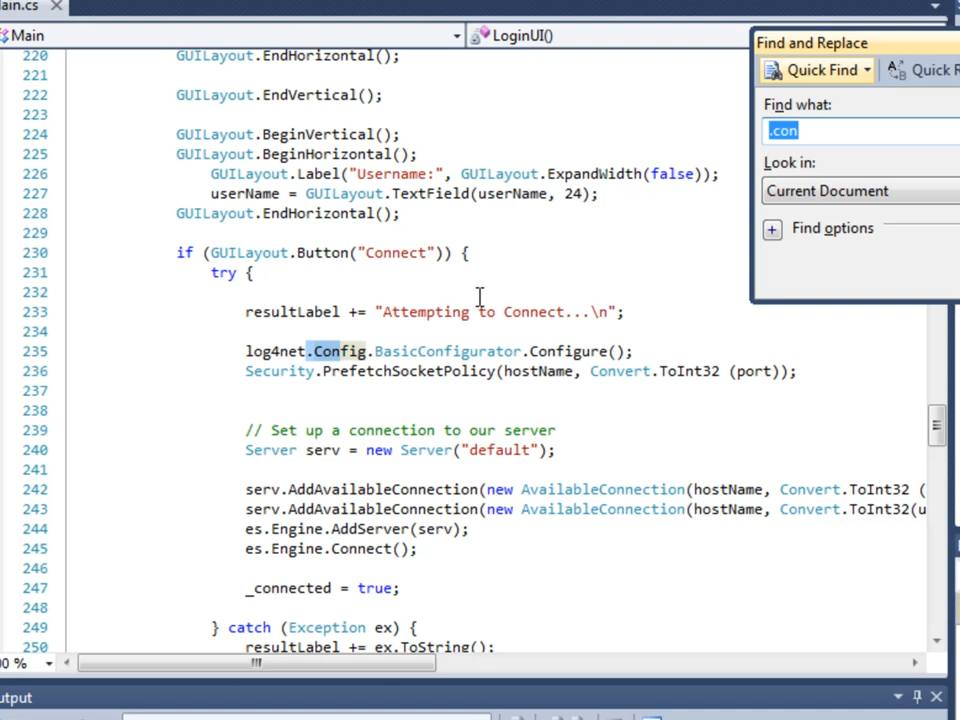 ain.cs
Main
LoginUI()
220 GUILayout.EndHorizontal();
221
222 GUILayout.EndVertical();
223
224 GUILayout.BeginVertical();
225 GUILayout.BeginHorizontal();
226 GUILayout.Label("Username:", GUILayout.ExpandWidth(false));
227 userName = GUILayout.TextField(userName, 24);
228 GUILayout.EndHorizontal();
229
230 if (GUILayout.Button("Connect")) {
231 try {
232
233 resultLabel += "Attempting to Connect...\n";
234
235 log4net.Config.BasicConfigurator.Configure();
236 Security.PrefetchSocketPolicy(hostName, Convert.ToInt32 (port));
237
238
239 // Set up a connection to our server
240 Server serv = new Server("default");
241
242 serv.AddAvailableConnection(new AvailableConnection(hostName, Convert.ToInt32 (
243 serv.AddAvailableConnection(new AvailableConnection(hostName, Convert.ToInt32(u
244 es.Engine.AddServer(serv);
245 es.Engine.Connect();
246
247 _connected = true;
248
249 } catch (Exception ex) {
250 resultLabel += ex.ToString();
00 %
utput
Find and Replace
Quick Find
Quick R
Find what:
.con
Look in:
Current Document
Find options